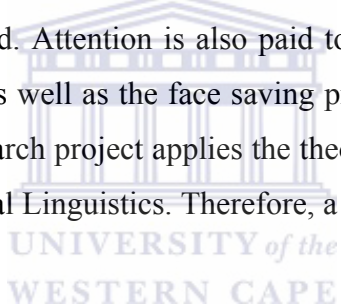 d. Attention is also paid to
s well as the face saving p
arch project applies the theo
al Linguistics. Therefore, a
UNIVERSITY of the
WESTERN CAPE